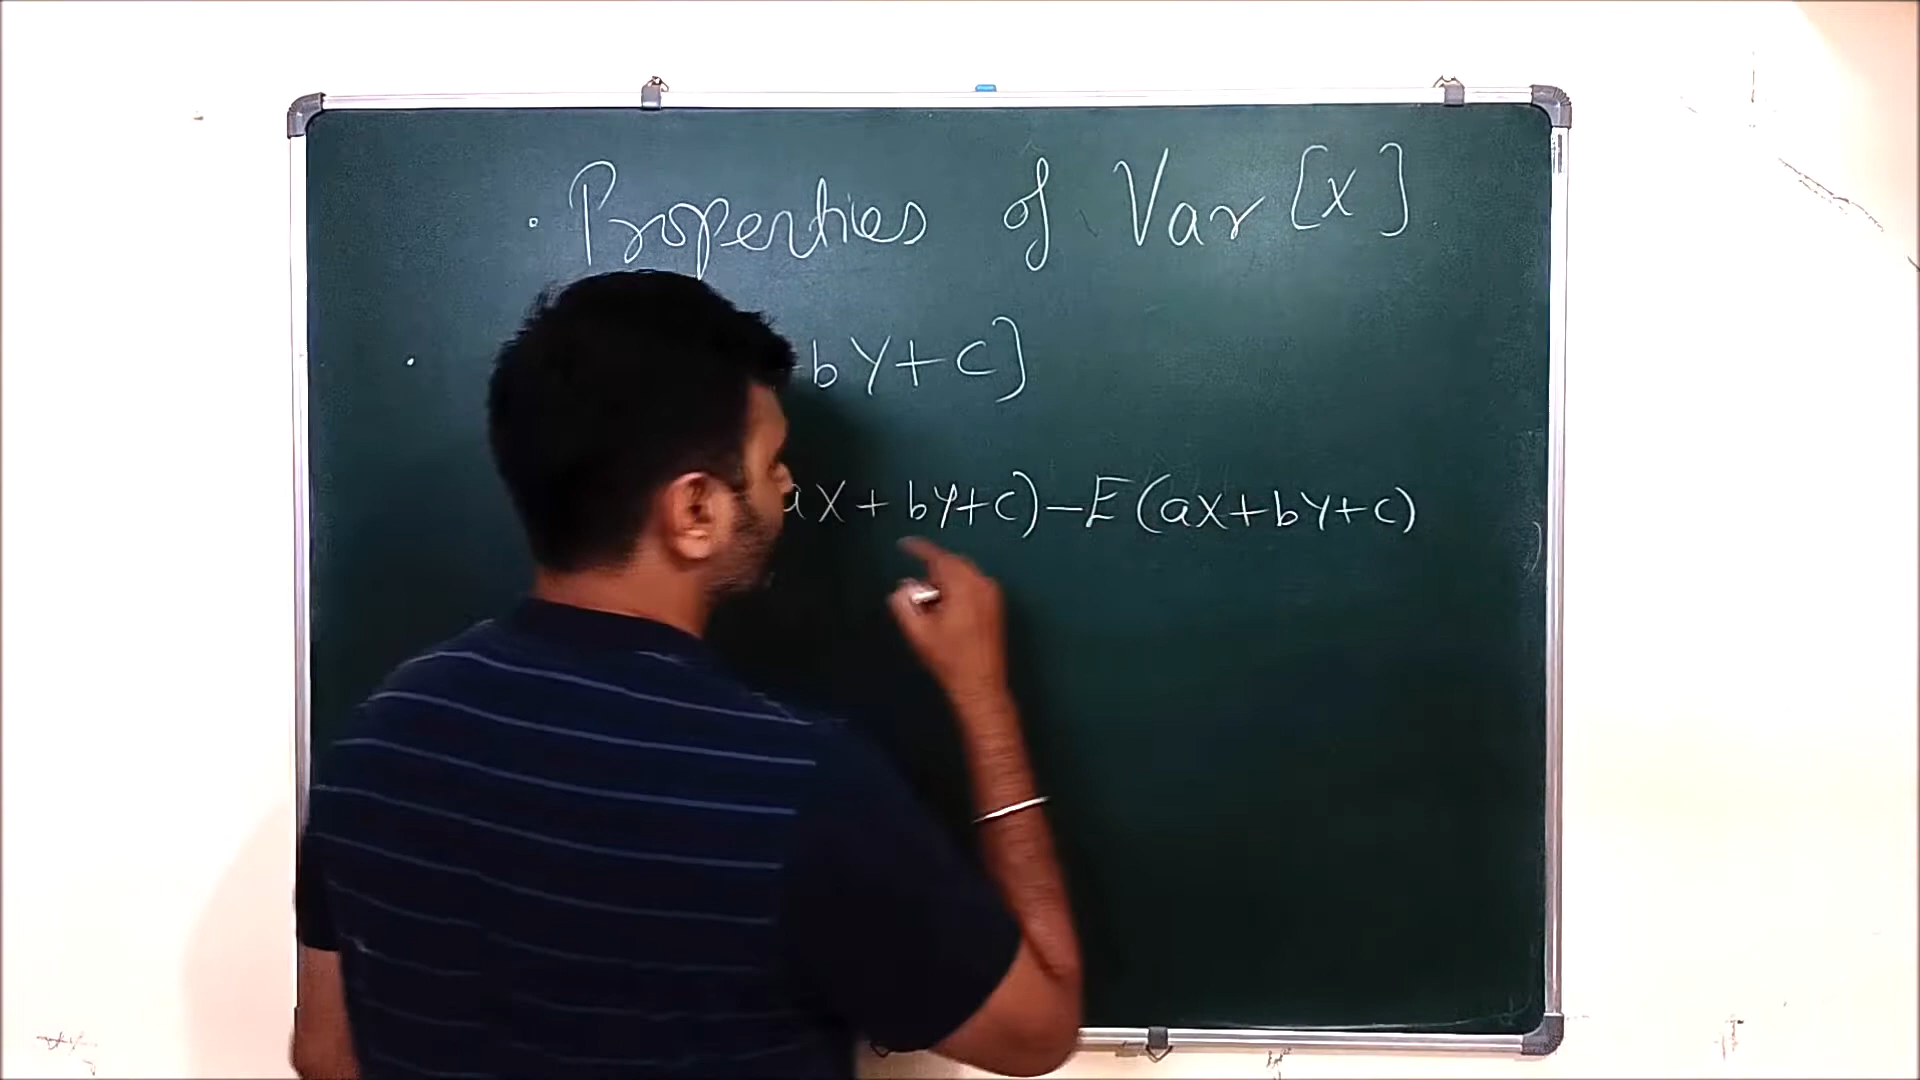 · Properties of Var [X]
· bY+C]
aX+bY+C)-E(aX+bY+C)